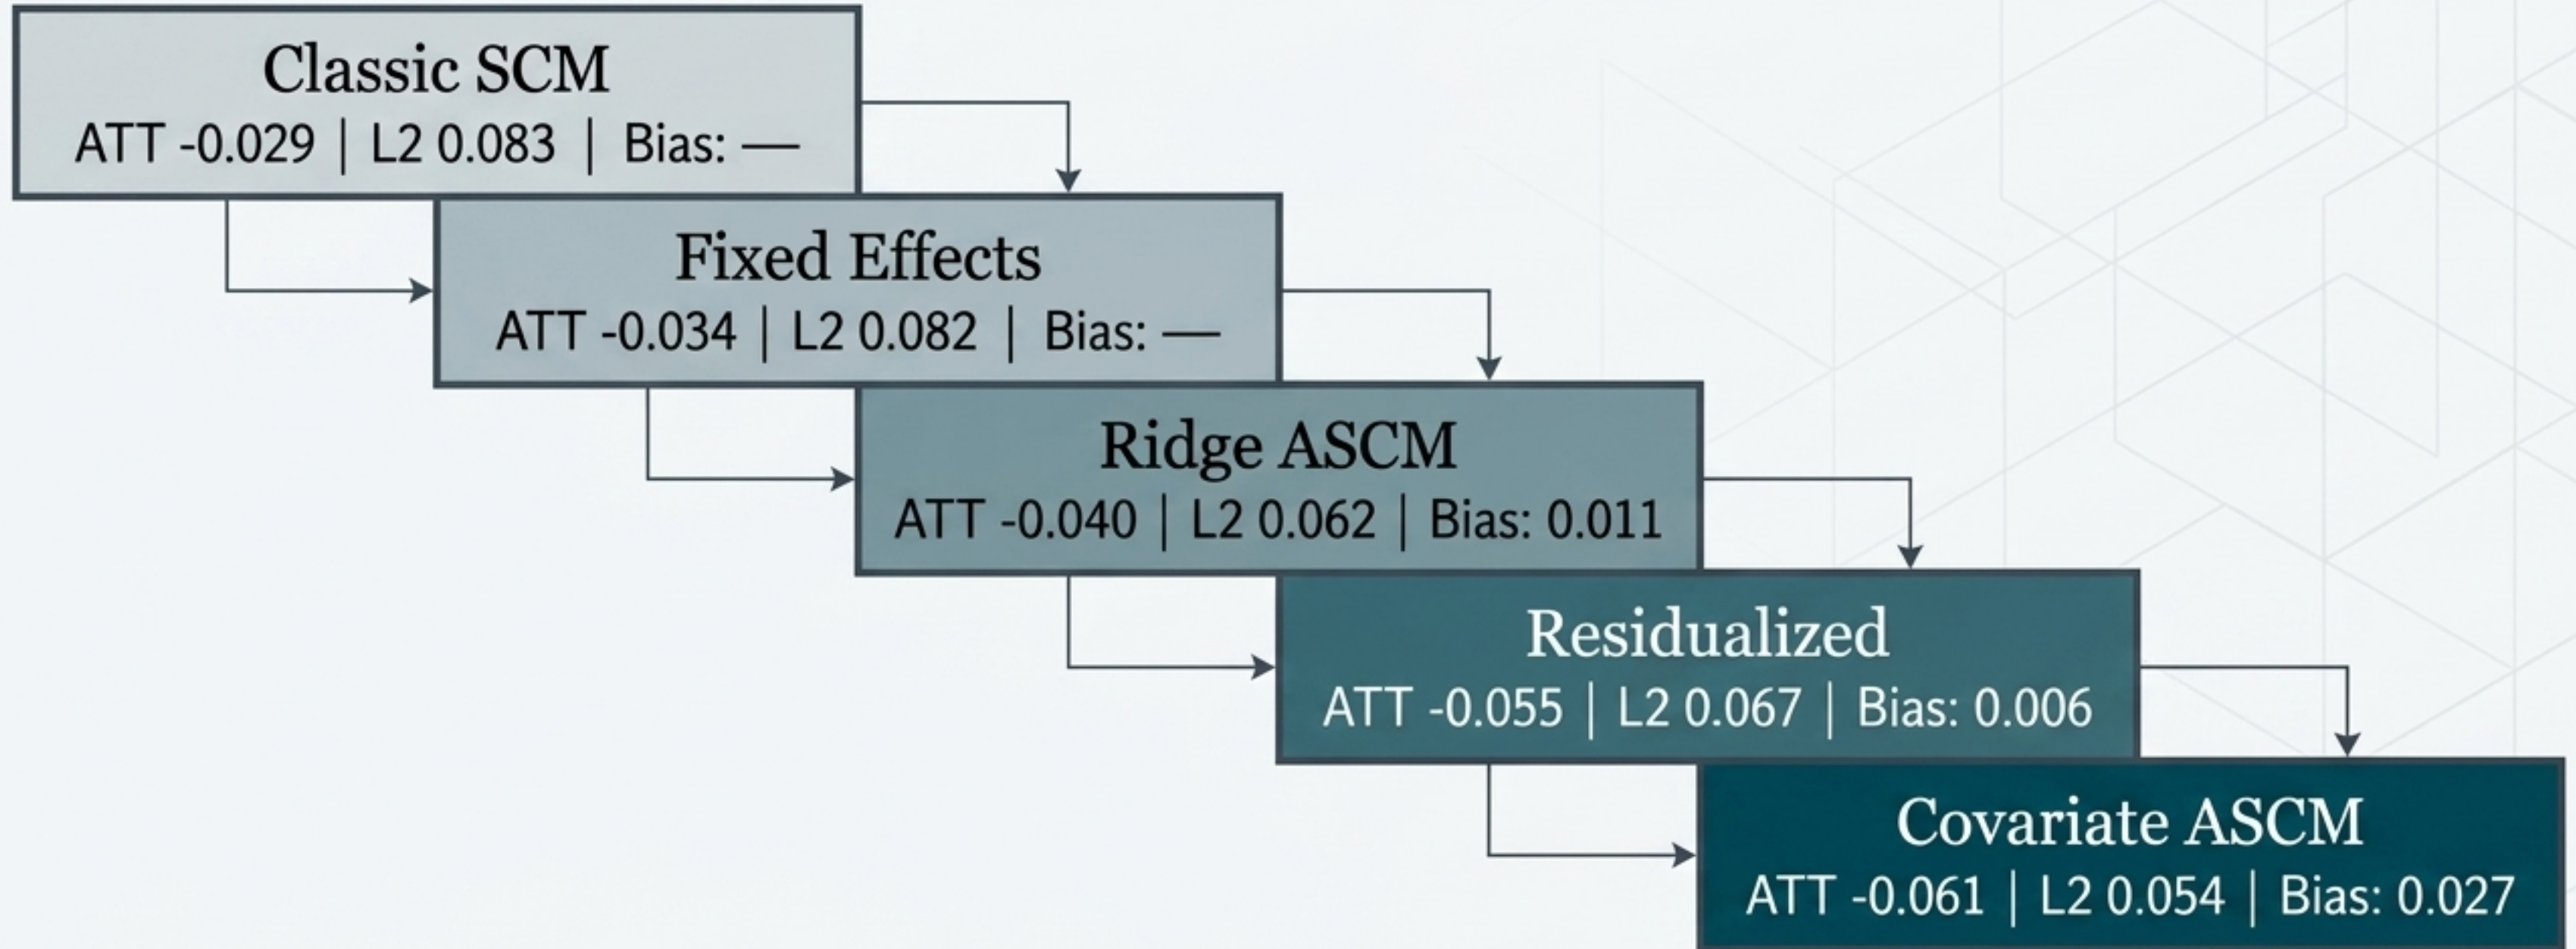 Classic SCM
ATT -0.029 | L2 0.083 | Bias: —
Fixed Effects
ATT -0.034 | L2 0.082 | Bias: —
Ridge ASCM
ATT -0.040 | L2 0.062 | Bias: 0.011
Residualized
ATT -0.055 | L2 0.067 | Bias: 0.006
Covariate ASCM
ATT -0.061 | L2 0.054 | Bias: 0.027